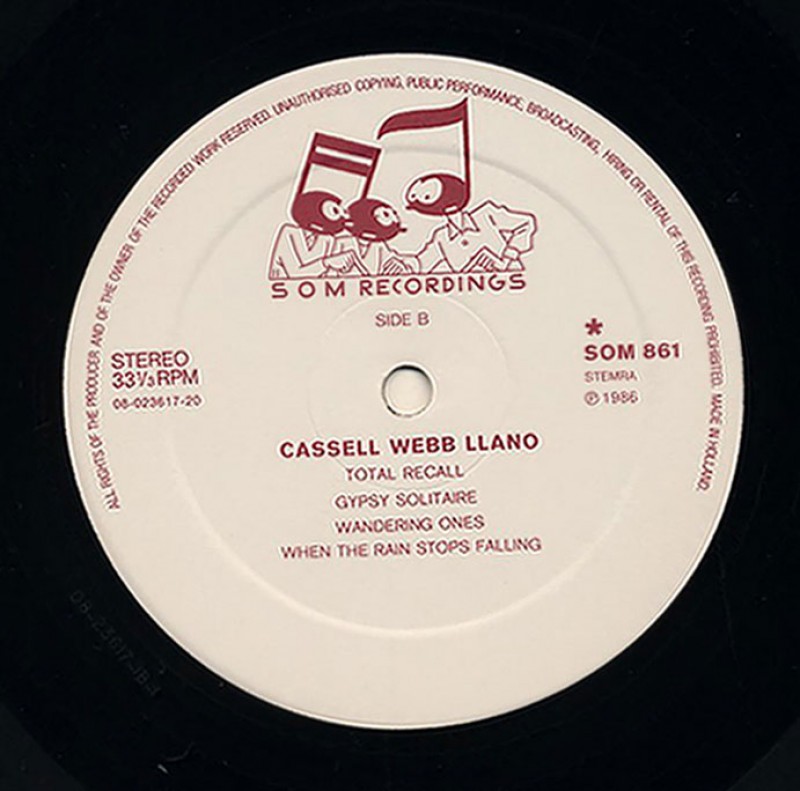 ALL RIGHTS OF THE PRODUCER AND OF THE OWNER OF THE RECORDED WORK RESERVED. UNAUTHORISED COPYING, PUBLIC PERFORMANCE, BROADCASTING, HIRING OR RENTAL OF THIS RECORDING PROHIBITED. MADE IN HOLLAND.
SOM RECORDINGS
SIDE B
STEREO
33⅓ RPM
08-023617-20
*
SOM 861
STEMRA
℗ 1986
CASSELL WEBB LLANO
TOTAL RECALL
GYPSY SOLITAIRE
WANDERING ONES
WHEN THE RAIN STOPS FALLING